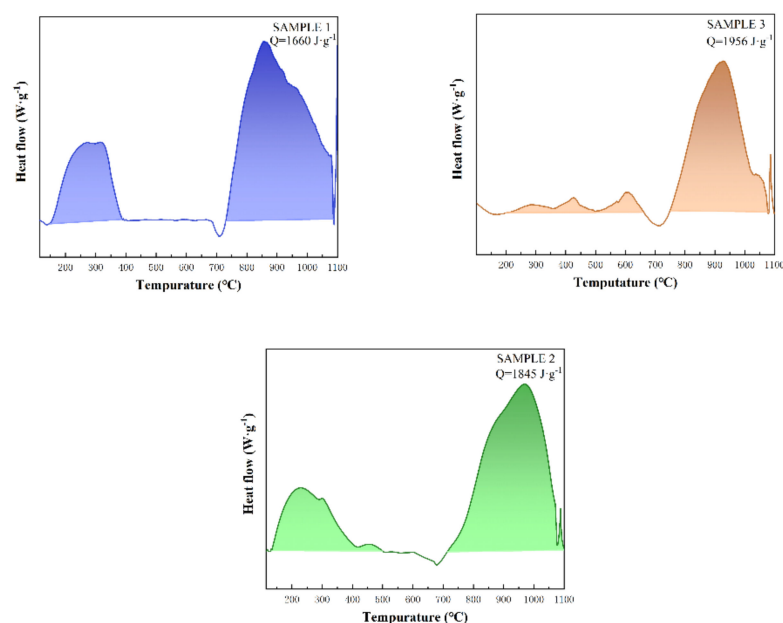 SAMPLE 1
Q=1660 J·g⁻¹
Heat flow (W·g⁻¹)
200 300 400 500 600 700 800 900 1000 1100
Tempurature (℃)
SAMPLE 3
Q=1956 J·g⁻¹
Heat flow (W·g⁻¹)
200 300 400 500 600 700 800 900 1000 1100
Temputature (℃)
SAMPLE 2
Q=1845 J·g⁻¹
Heat flow (W·g⁻¹)
200 300 400 500 600 700 800 900 1000 1100
Tempurature (℃)